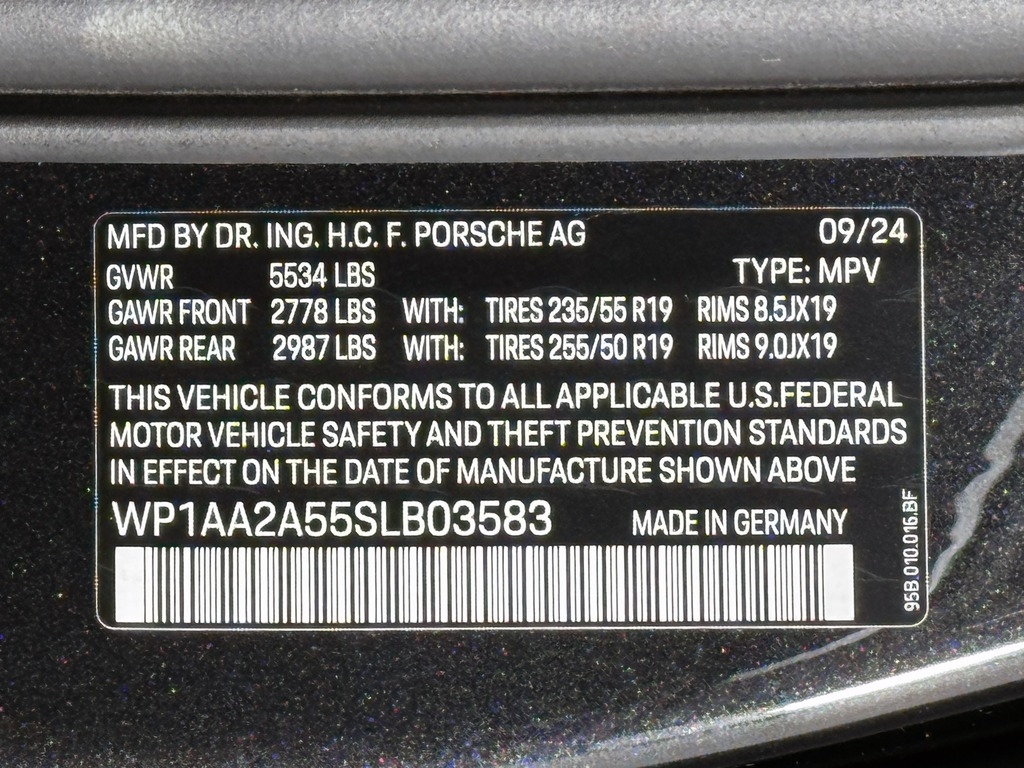 MFD BY DR. ING. H.C. F. PORSCHE AG 09/24
GVWR 5534 LBS TYPE: MPV
GAWR FRONT 2778 LBS WITH: TIRES 235/55 R19 RIMS 8.5JX19
GAWR REAR 2987 LBS WITH: TIRES 255/50 R19 RIMS 9.0JX19
THIS VEHICLE CONFORMS TO ALL APPLICABLE U.S.FEDERAL
MOTOR VEHICLE SAFETY AND THEFT PREVENTION STANDARDS
IN EFFECT ON THE DATE OF MANUFACTURE SHOWN ABOVE
WP1AA2A55SLB03583 MADE IN GERMANY
95B.010.016.BF